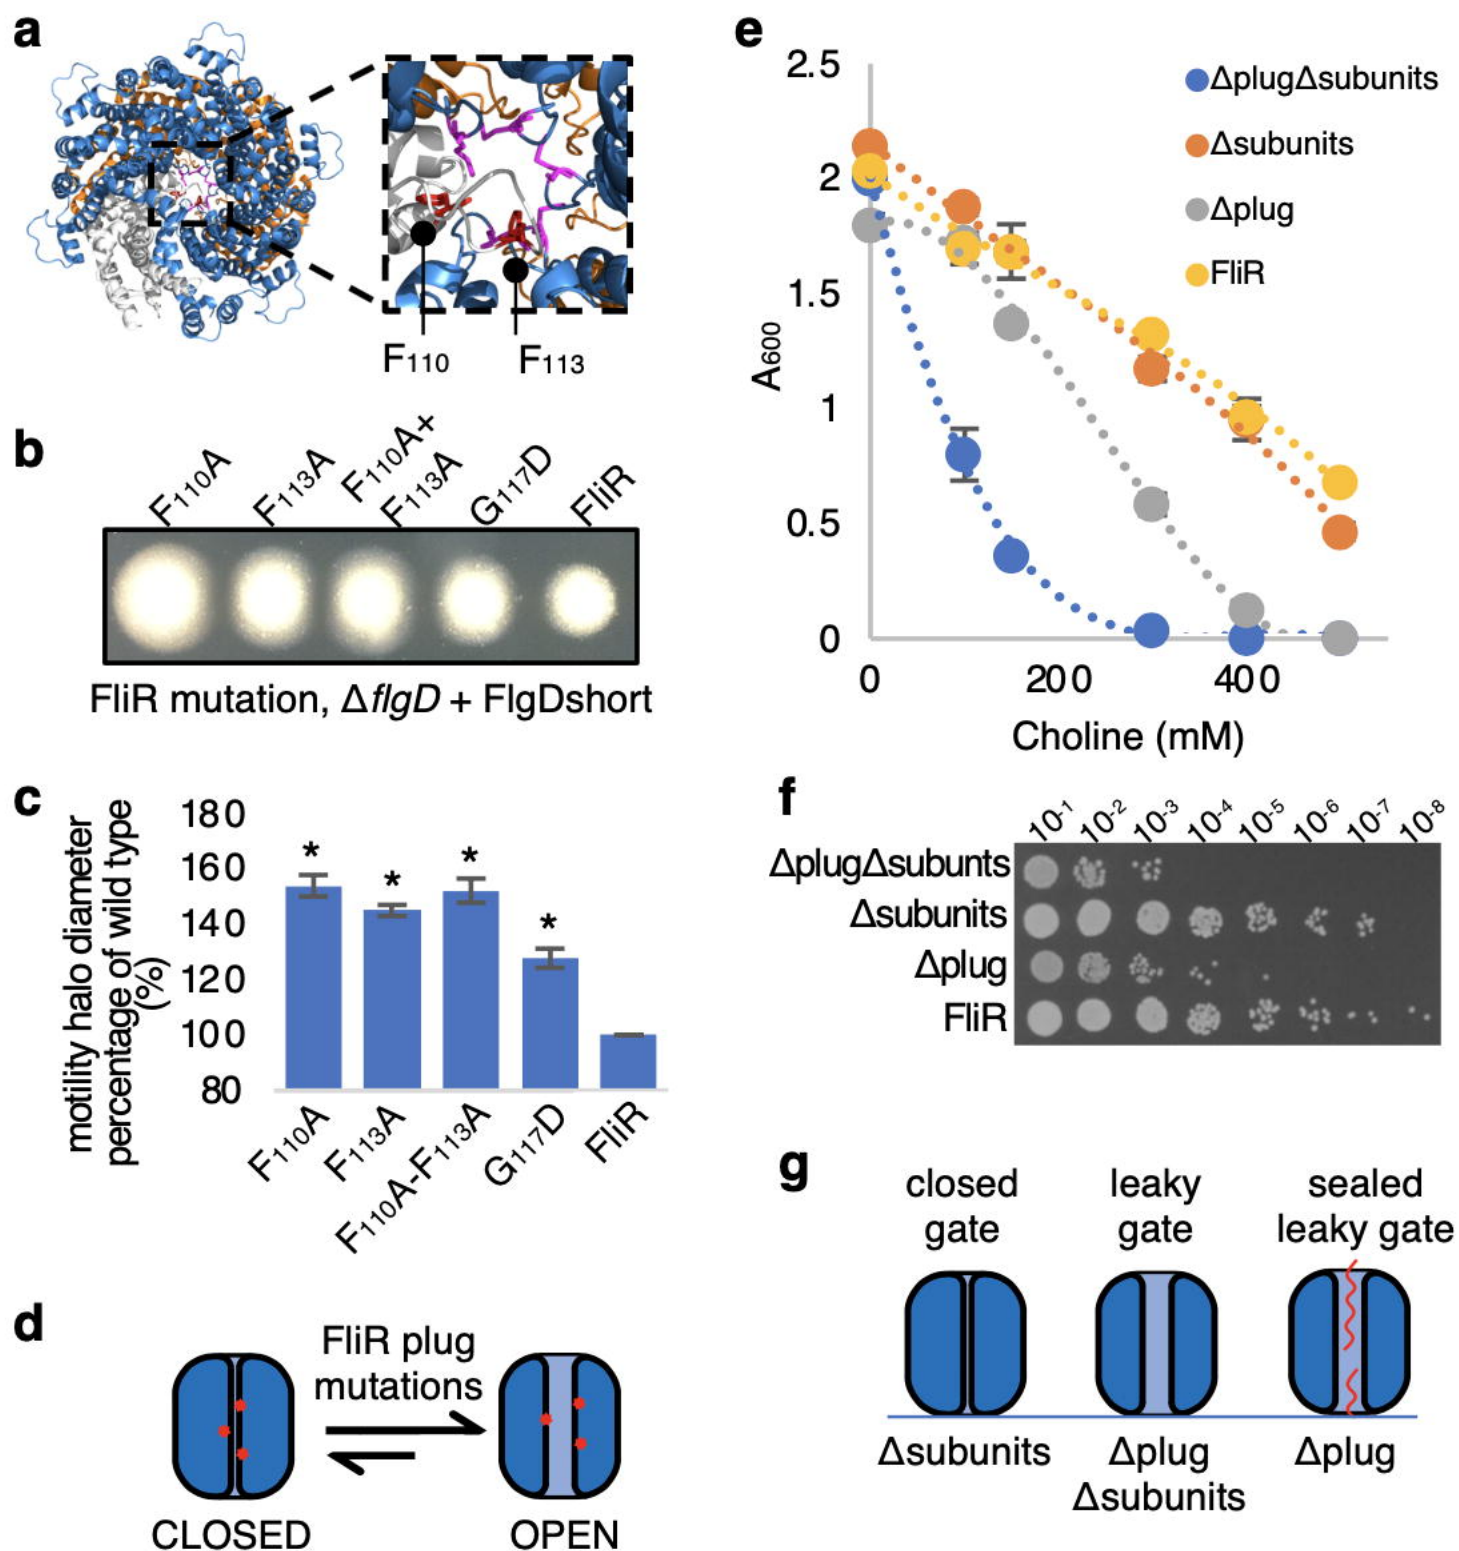 a
F110
F113
b
F110A
F113A
F110A+
F113A
G117D
FliR
FliR mutation, ΔflgD + FlgDshort
c
motility halo diameter
percentage of wild type
(%)
180
160
140
120
100
80
*
*
*
*
F110A
F113A
F110A-F113A
G117D
FliR
d
FliR plug
mutations
CLOSED
OPEN
e
2.5
2
1.5
1
0.5
0
A600
0
200
400
Choline (mM)
ΔplugΔsubunits
Δsubunits
Δplug
FliR
f
10-1
10-2
10-3
10-4
10-5
10-6
10-7
10-8
ΔplugΔsubunts
Δsubunits
Δplug
FliR
g
closed
gate
leaky
gate
sealed
leaky gate
Δsubunits
Δplug
Δsubunits
Δplug